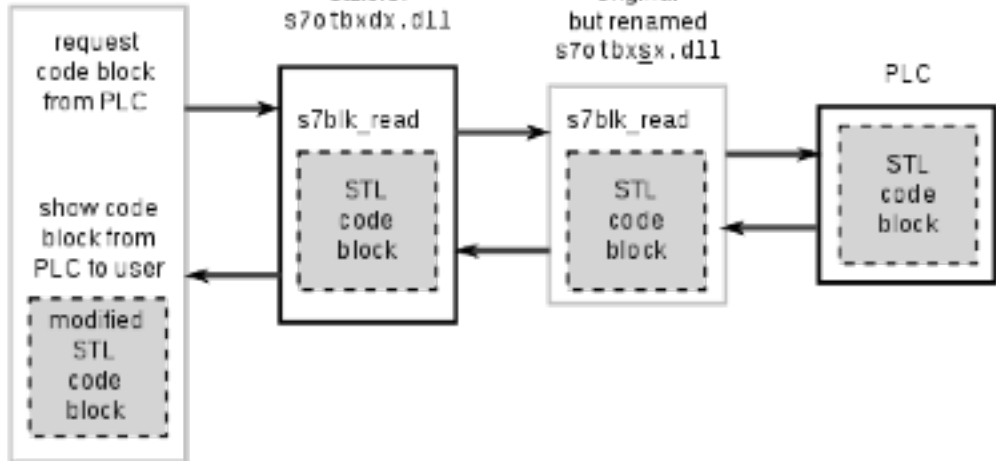 request
code block
from PLC
show code
block from
PLC to user
modified
STL
code
block
s7otbxdx.dll
s7blk_read
STL
code
block
but renamed
s7otbxsx.dll
s7blk_read
STL
code
block
PLC
STL
code
block